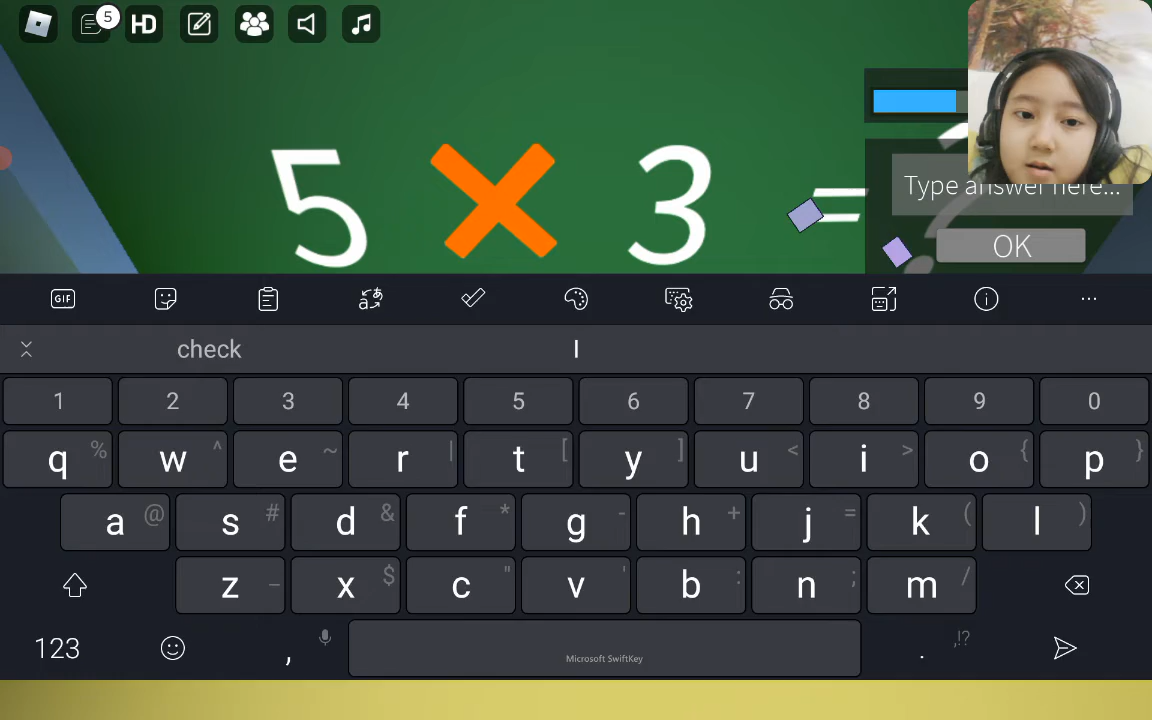 5
HD
5 × 3 = ?
Type answer here...
OK
GIF
check I
1 2 3 4 5 6 7 8 9 0
q % w ^ e ~ r | t [ y ] u < i > o { p }
a @ s # d & f * g - h + j = k ( l )
z _ x $ c " v ' b : n ; m /
123 , . ,!?
Microsoft SwiftKey